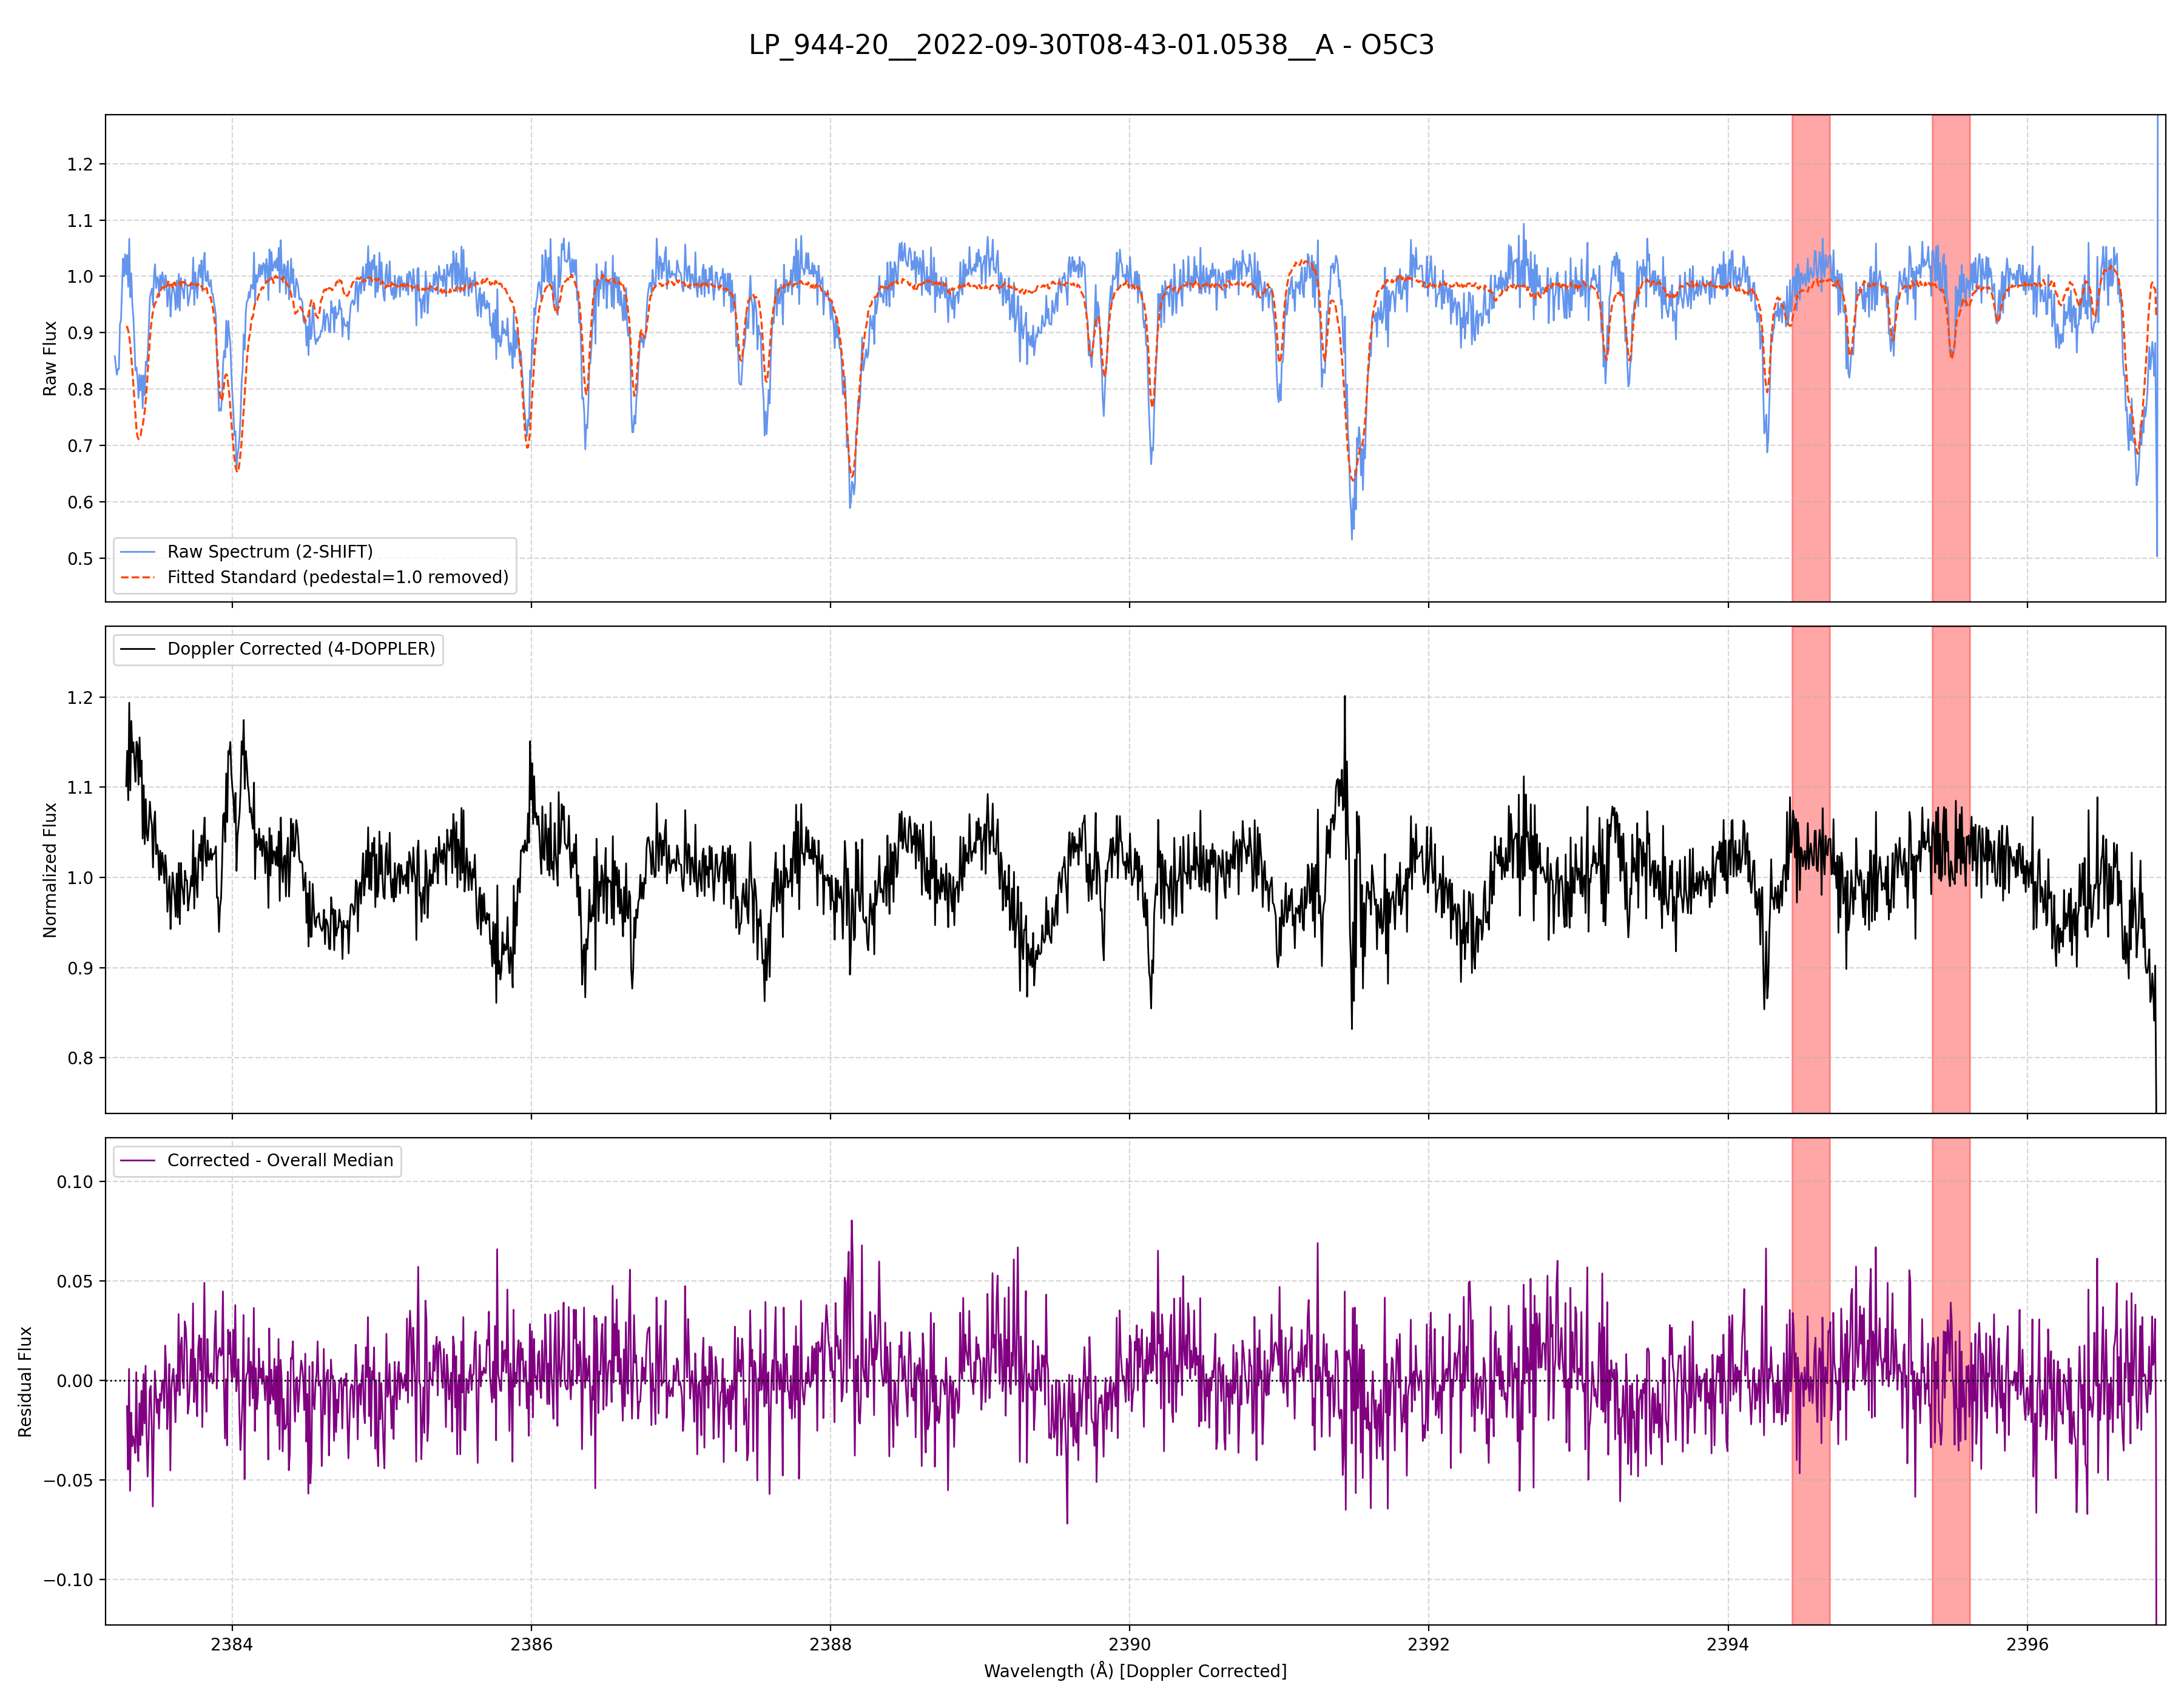 LP_944-20__2022-09-30T08-43-01.0538__A - O5C3
Raw Flux
1.2
1.1
1.0
0.9
0.8
0.7
0.6
0.5
Raw Spectrum (2-SHIFT)
Fitted Standard (pedestal=1.0 removed)
Normalized Flux
1.2
1.1
1.0
0.9
0.8
Doppler Corrected (4-DOPPLER)
Residual Flux
0.10
0.05
0.00
−0.05
−0.10
Corrected - Overall Median
2384 2386 2388 2390 2392 2394 2396
Wavelength (Å) [Doppler Corrected]